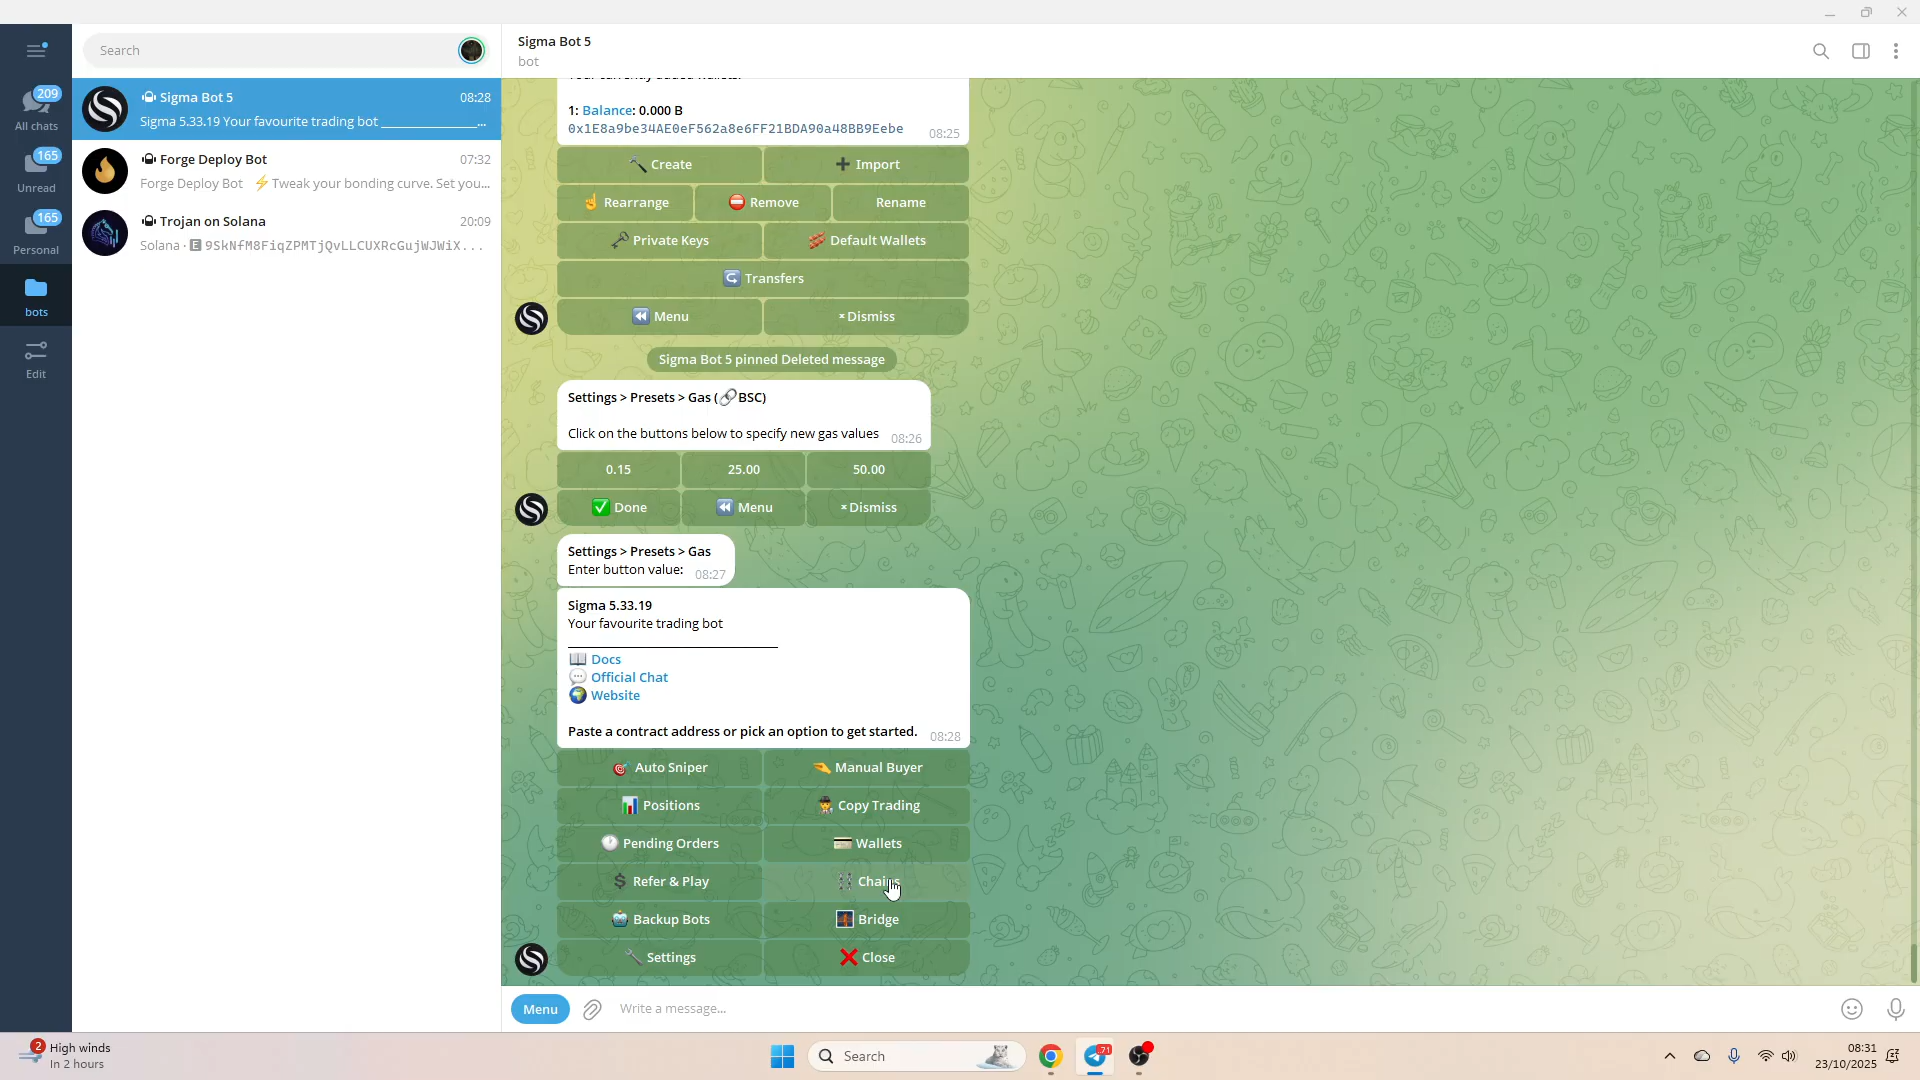 Search
Sigma Bot 5
bot
209
All chats
165
Unread
165
Personal
bots
Edit
Sigma Bot 5 08:28
Sigma 5.33.19 Your favourite trading bot ______________...
Forge Deploy Bot 07:32
Forge Deploy Bot ⚡Tweak your bonding curve. Set you...
Trojan on Solana 20:09
Solana · E 9SkNfM8FiqZPMTjQvLLCUXRcGujWJWiX...
1: Balance: 0.000 B
0x1E8a9be34AE0eF562a8e6FF21BDA90a48BB9Eebe 08:25
Create Import
Rearrange Remove Rename
Private Keys Default Wallets
Transfers
Menu × Dismiss
Sigma Bot 5 pinned Deleted message
Settings > Presets > Gas (🔗BSC)
Click on the buttons below to specify new gas values 08:26
0.15 25.00 50.00
Done Menu × Dismiss
Settings > Presets > Gas
Enter button value: 08:27
Sigma 5.33.19
Your favourite trading bot
Docs
Official Chat
Website
Paste a contract address or pick an option to get started. 08:28
Auto Sniper Manual Buyer
Positions Copy Trading
Pending Orders Wallets
Refer & Play Chains
Backup Bots Bridge
Settings Close
Menu Write a message...
2
High winds
In 2 hours
Search
71
08:31
23/10/2025